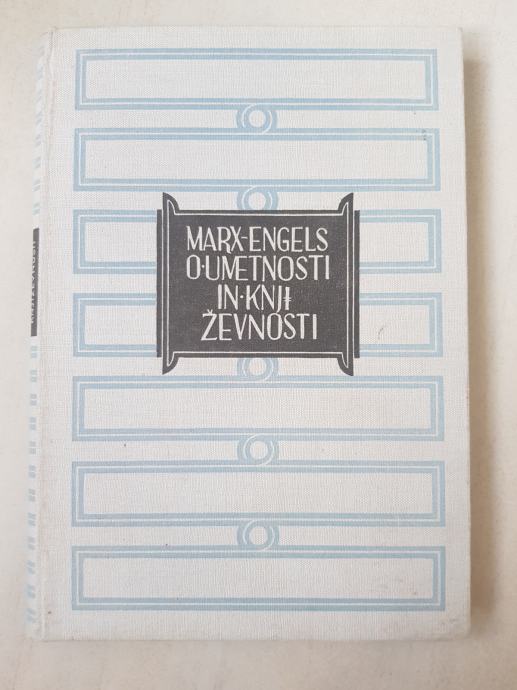 MARX-ENGELS
O·UMETNOSTI
IN·KNJI
ŽEVNOSTI